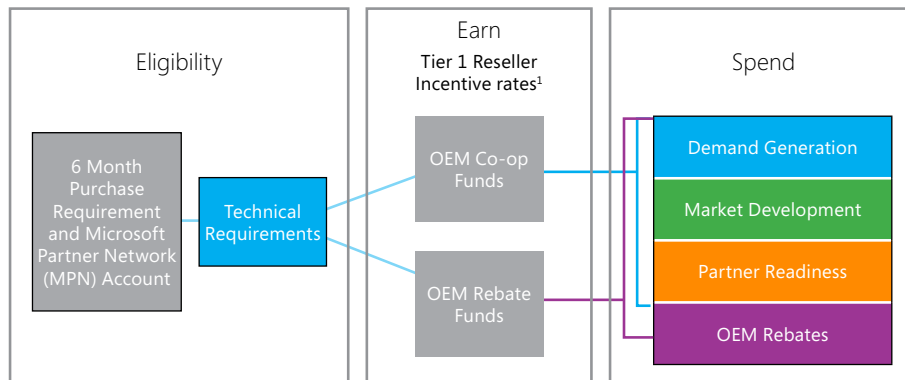 Eligibility
6 Month
Purchase
Requirement
and Microsoft
Partner Network
(MPN) Account
Technical
Requirements
Earn
Tier 1 Reseller
Incentive rates¹
OEM Co-op
Funds
OEM Rebate
Funds
Spend
Demand Generation
Market Development
Partner Readiness
OEM Rebates